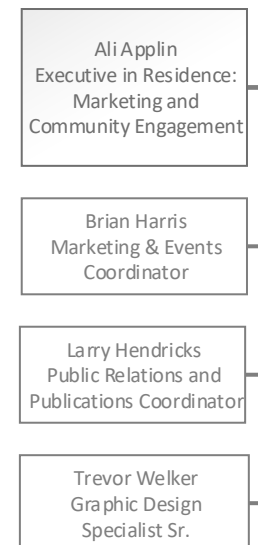 Ali Applin
Executive in Residence:
Marketing and
Community Engagement
Brian Harris
Marketing & Events
Coordinator
Larry Hendricks
Public Relations and
Publications Coordinator
Trevor Welker
Graphic Design
Specialist Sr.